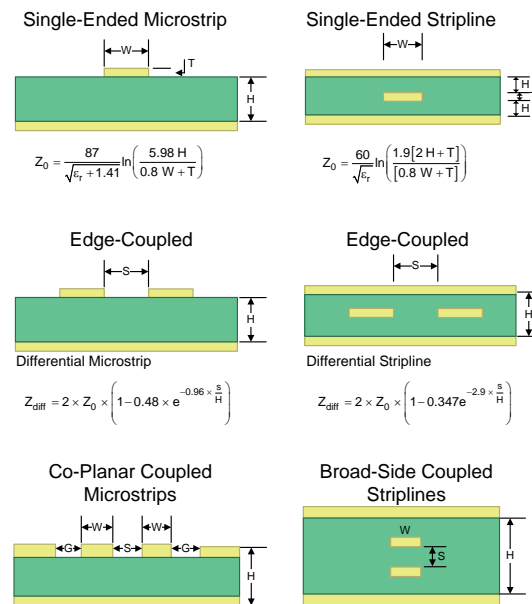 Single-Ended Microstrip
W
T
H
Z₀ = 87 / √(εᵣ + 1.41) ln(5.98 H / 0.8 W + T)
Single-Ended Stripline
W
H
H
Z₀ = 60 / √εᵣ ln(1.9[2 H + T] / [0.8 W + T])
Edge-Coupled
S
H
Differential Microstrip
Z_diff = 2 × Z₀ × (1 − 0.48 × e^(−0.96 × s/H))
Edge-Coupled
S
H
Differential Stripline
Z_diff = 2 × Z₀ × (1 − 0.347e^(−2.9 × s/H))
Co-Planar Coupled
Microstrips
G W S W G
H
Broad-Side Coupled
Striplines
W
S
H